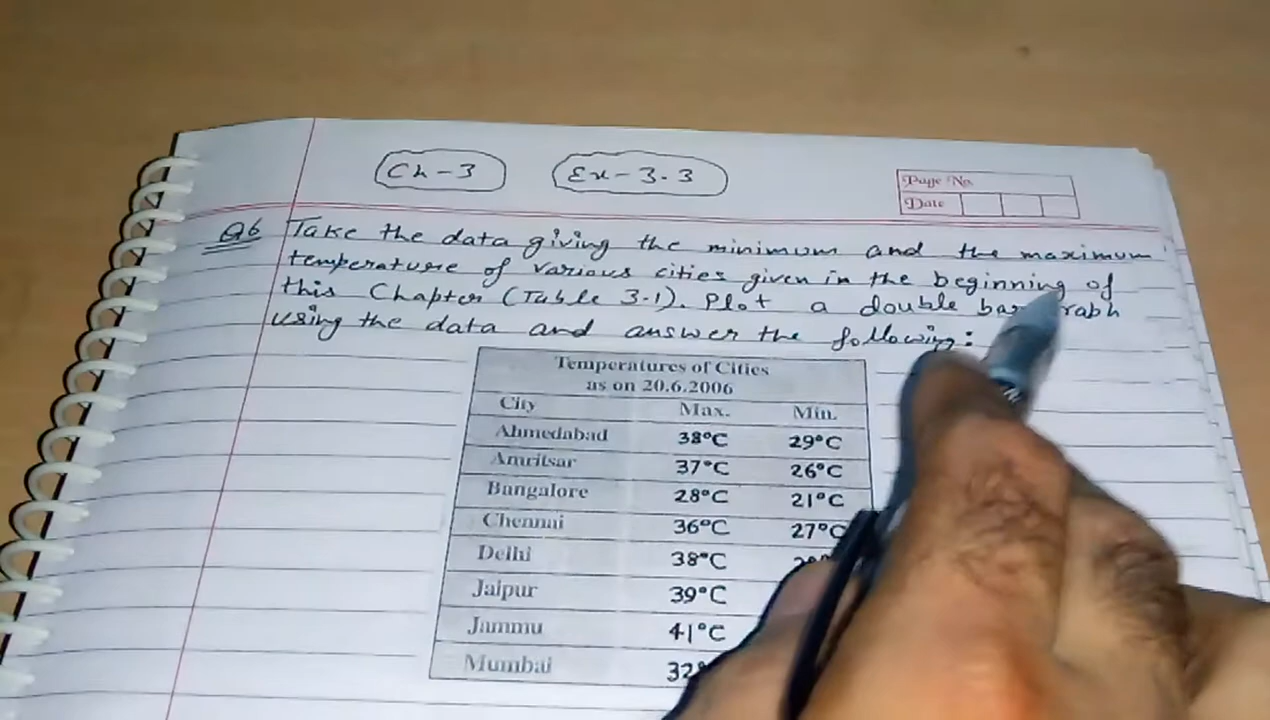 Ch-3 Ex-3.3
Page No.
Date
Q6 Take the data giving the minimum and the maximum
temperature of various cities given in the beginning of
this Chapter (Table 3.1). Plot a double bar
using the data and answer the following:
Temperatures of Cities
as on 20.6.2006
City Max. Min.
Ahmedabad 38°C 29°C
Amritsar 37°C 26°C
Bangalore 28°C 21°C
Chennai 36°C 27°C
Delhi 38°C
Jaipur 39°C
Jammu 41°C
Mumbai 32°